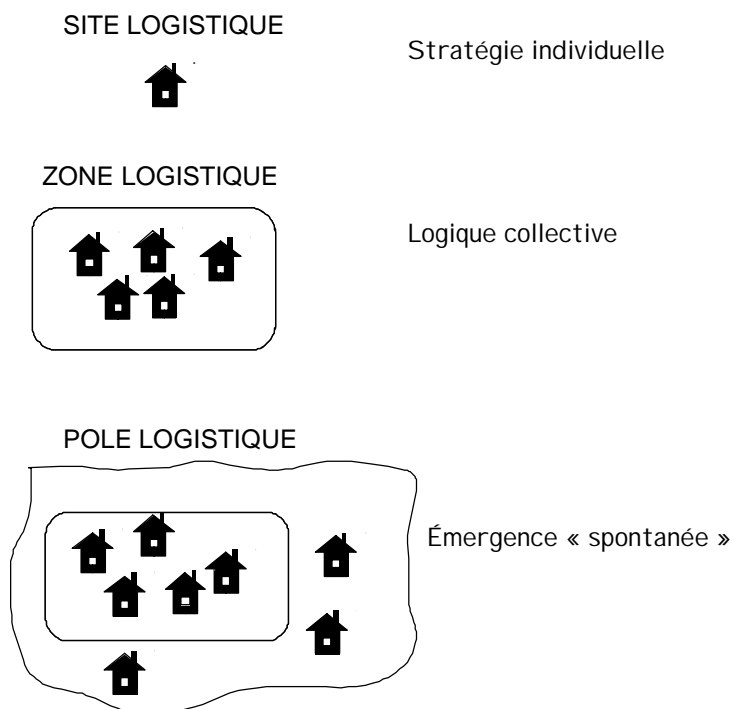 SITE LOGISTIQUE
Stratégie individuelle
ZONE LOGISTIQUE
Logique collective
POLE LOGISTIQUE
Émergence « spontanée »